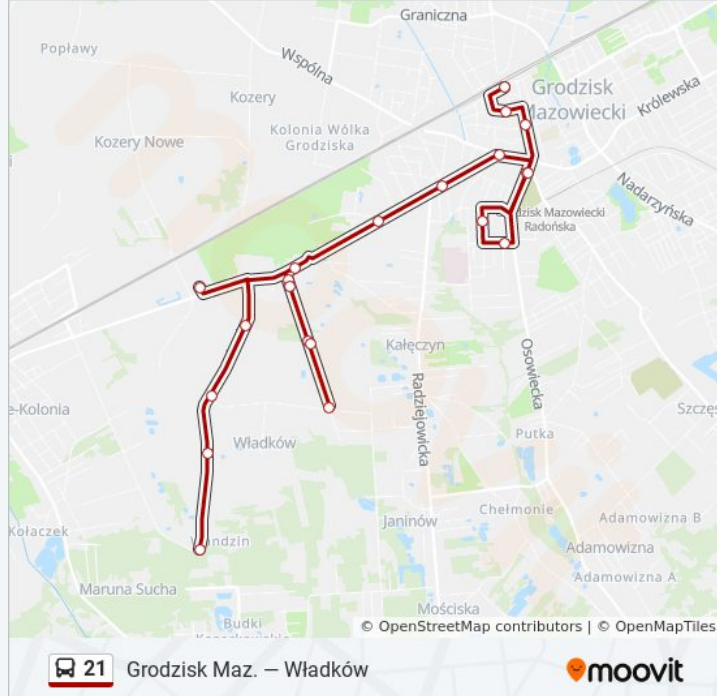 Graniczna
Popławy
Wspólna
Grodzisk
Mazowiecki
Kozery
Królewska
Kolonia Wólka
Grodziska
Kozery Nowe
Nadarzyńska
dzisk Mazowiecki
Radońska
Kałęczyn
Osowiecka
Radziejowicka
e-Kolonia
Szczęs
Putka
Władków
Chełmonie
Janinów
Adamowizna B
Kołaczek
Wandzin
Adamowizna
Adamowizna A
Maruna Sucha
Mościska
Budki
© OpenStreetMap contributors | © OpenMapTiles
21 Grodzisk Maz. — Władków
moovit